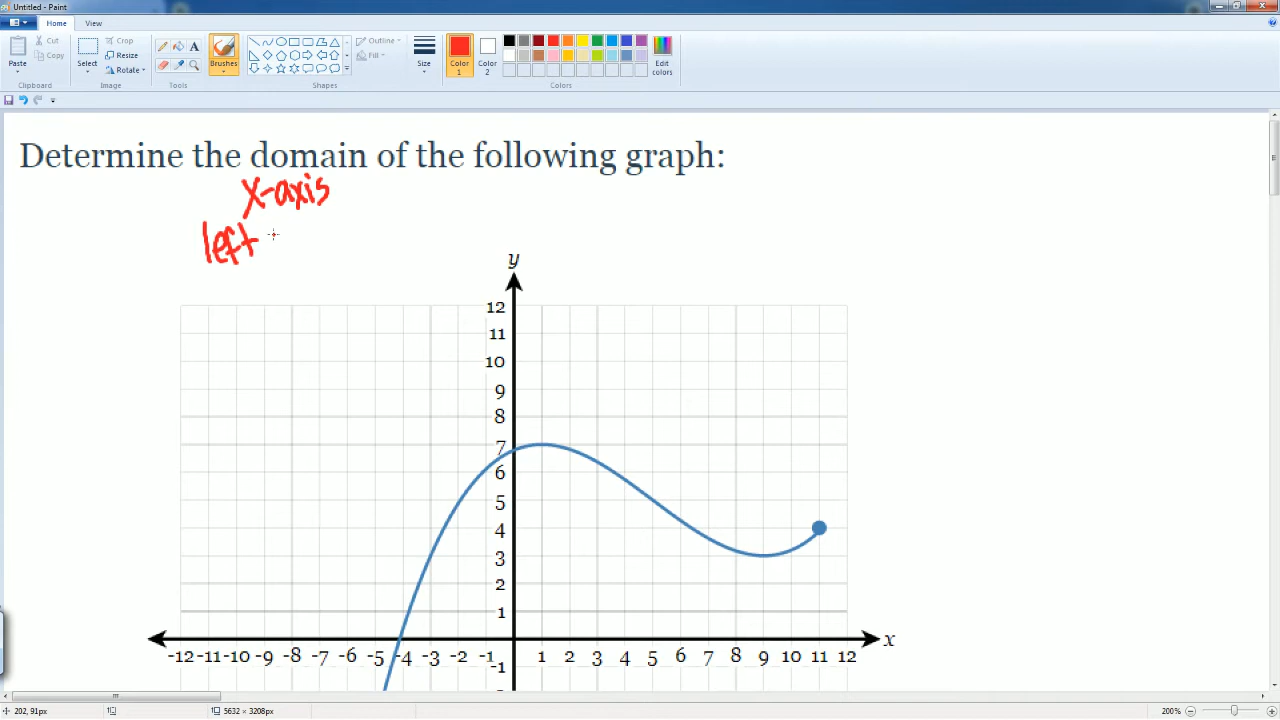 Untitled - Paint
Home View
Paste
Cut
Copy
Clipboard
Select
Crop
Resize
Rotate
Image
A
Tools
Brushes
Shapes
Outline
Fill
Size
Color 1
Color 2
Edit colors
Colors
Determine the domain of the following graph:
X-axis
left
y
12
11
10
9
8
7
6
5
4
3
2
1
x
-12 -11 -10 -9 -8 -7 -6 -5 -4 -3 -2 -1 1 2 3 4 5 6 7 8 9 10 11 12
-1
202, 91px
5632 × 3208px
200%